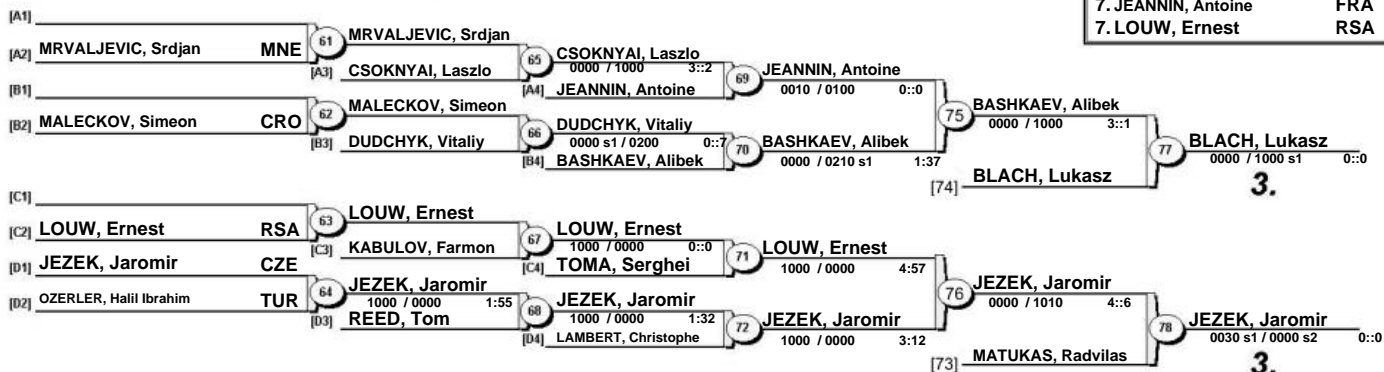 7. JEANNIN, Antoine FRA
7. LOUW, Ernest RSA
[A1]
[A2] MRVALJEVIC, Srdjan MNE
61
MRVALJEVIC, Srdjan
[A3] CSOKNYAI, Laszlo
65
CSOKNYAI, Laszlo
0000 / 1000 3::2
[A4] JEANNIN, Antoine
69
JEANNIN, Antoine
0010 / 0100 0::0
[B1]
[B2] MALECKOV, Simeon CRO
62
MALECKOV, Simeon
[B3] DUDCHYK, Vitaliy
66
DUDCHYK, Vitaliy
0000 s1 / 0200 0::7
[B4] BASHKAEV, Alibek
70
BASHKAEV, Alibek
0000 / 0210 s1 1:37
75
BASHKAEV, Alibek
0000 / 1000 3::1
[74] BLACH, Lukasz
77
BLACH, Lukasz
0000 / 1000 s1 0::0
3.
[C1]
[C2] LOUW, Ernest RSA
63
LOUW, Ernest
[C3] KABULOV, Farmon
67
LOUW, Ernest
1000 / 0000 0::0
[C4] TOMA, Serghei
71
LOUW, Ernest
1000 / 0000 4:57
[D1] JEZEK, Jaromir CZE
[D2] OZERLER, Halil Ibrahim TUR
64
JEZEK, Jaromir
1000 / 0000 1:55
[D3] REED, Tom
68
JEZEK, Jaromir
1000 / 0000 1:32
[D4] LAMBERT, Christophe
72
JEZEK, Jaromir
1000 / 0000 3:12
76
JEZEK, Jaromir
0000 / 1010 4::6
[73] MATUKAS, Radvilas
78
JEZEK, Jaromir
0030 s1 / 0000 s2 0::0
3.